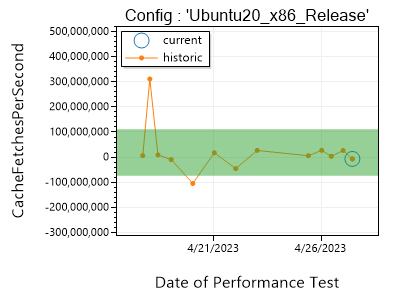 Config : 'Ubuntu20_x86_Release'
CacheFetchesPerSecond
500,000,000
400,000,000
300,000,000
200,000,000
100,000,000
0
-100,000,000
-200,000,000
-300,000,000
current
historic
4/21/2023
4/26/2023
Date of Performance Test